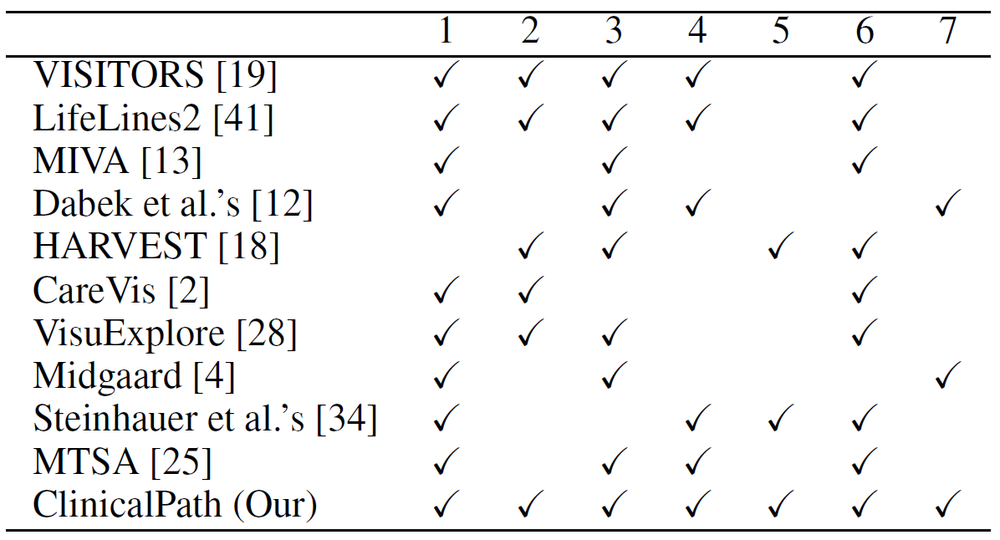 1 2 3 4 5 6 7
VISITORS [19] ✓ ✓ ✓ ✓ ✓
LifeLines2 [41] ✓ ✓ ✓ ✓ ✓
MIVA [13] ✓ ✓ ✓
Dabek et al.’s [12] ✓ ✓ ✓ ✓
HARVEST [18] ✓ ✓ ✓ ✓
CareVis [2] ✓ ✓ ✓
VisuExplore [28] ✓ ✓ ✓ ✓
Midgaard [4] ✓ ✓ ✓
Steinhauer et al.’s [34] ✓ ✓ ✓ ✓
MTSA [25] ✓ ✓ ✓ ✓
ClinicalPath (Our) ✓ ✓ ✓ ✓ ✓ ✓ ✓